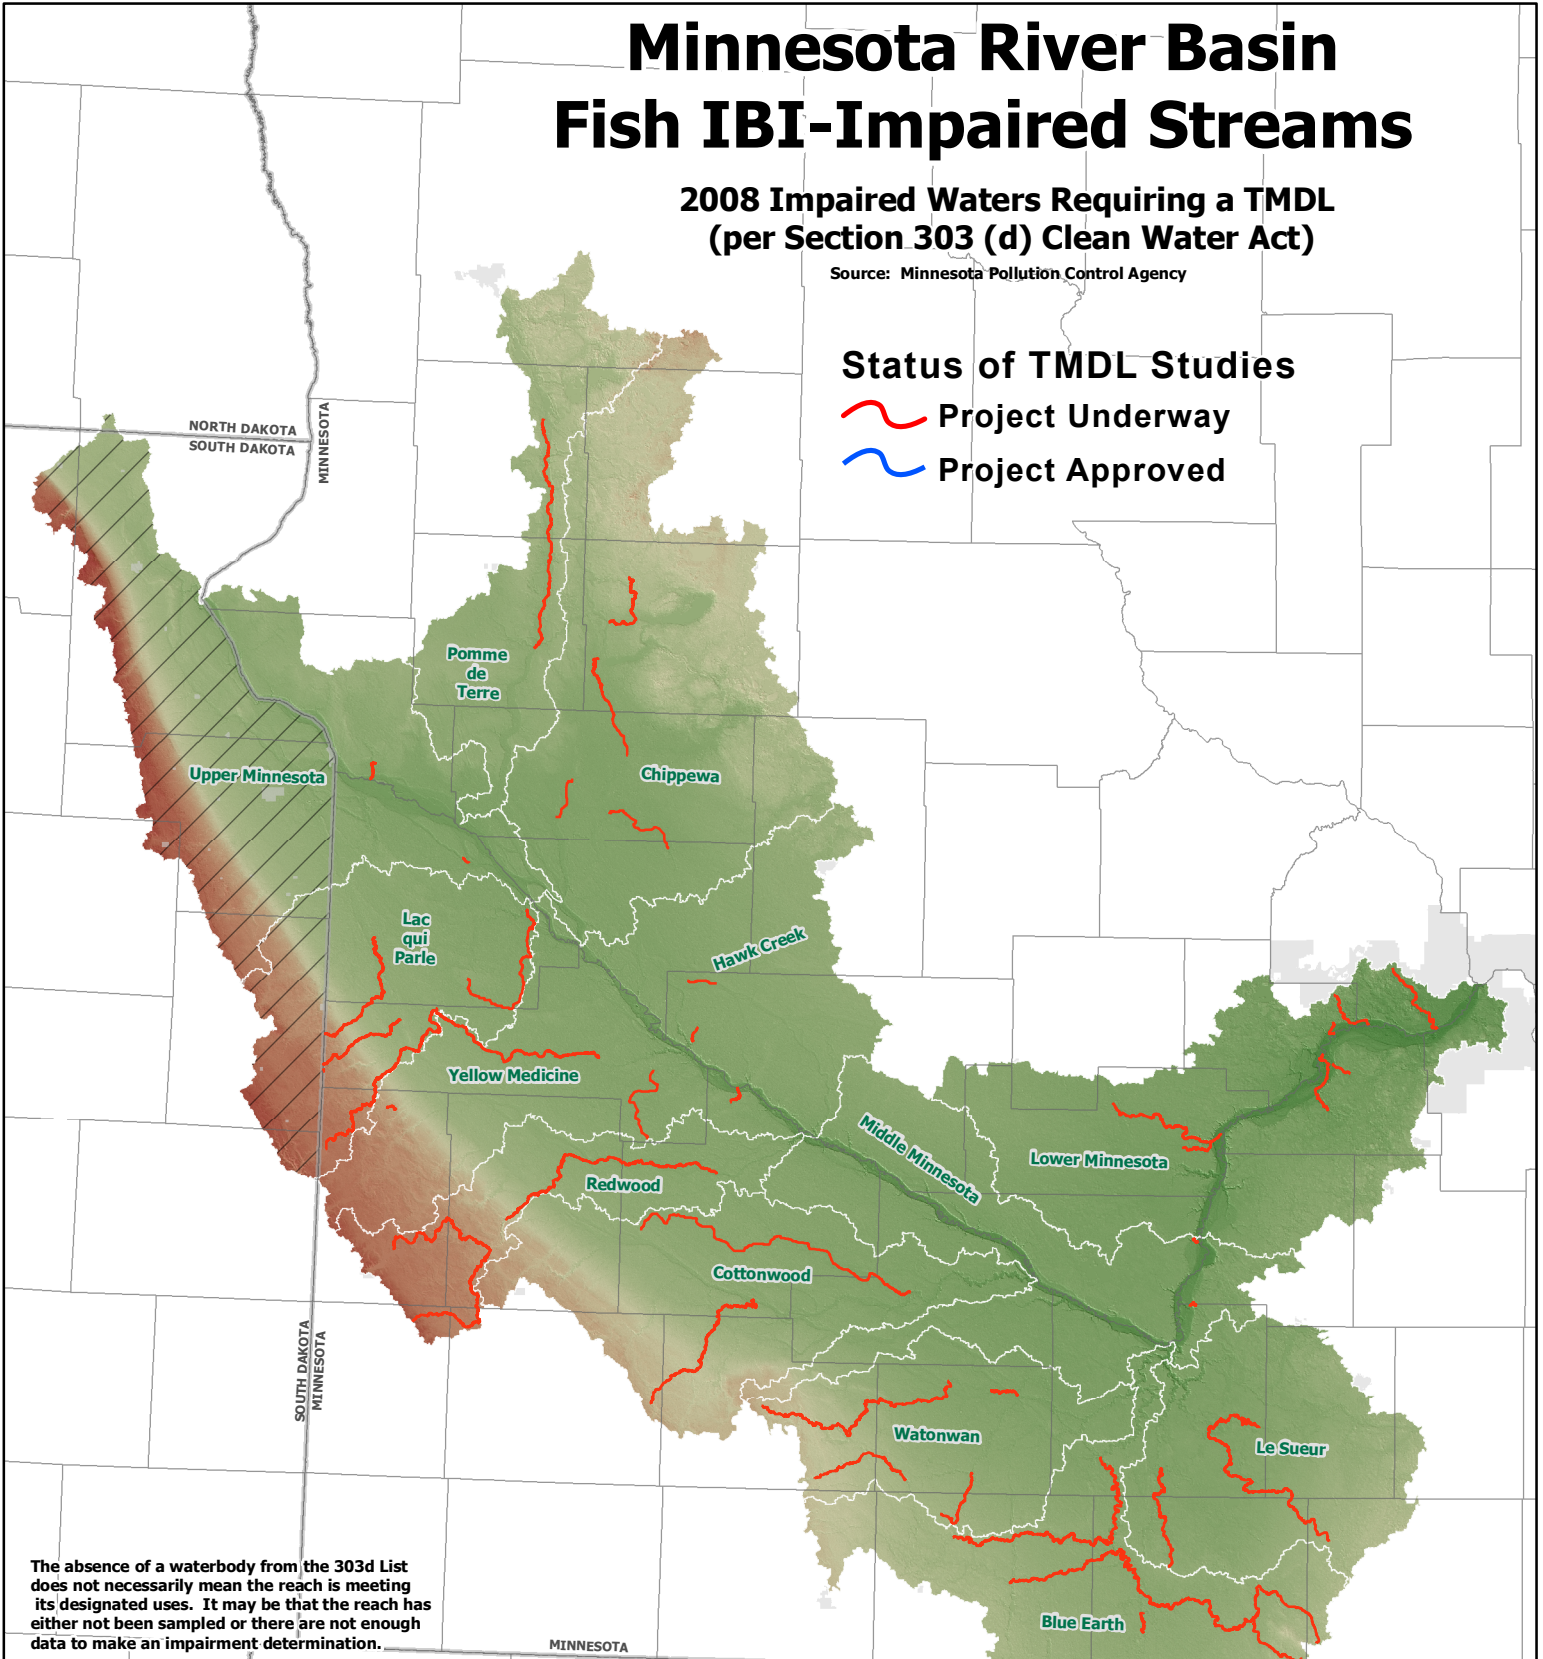 Minnesota River Basin
Fish IBI-Impaired Streams
2008 Impaired Waters Requiring a TMDL
(per Section 303 (d) Clean Water Act)
Source: Minnesota Pollution Control Agency
Status of TMDL Studies
Project Underway
Project Approved
NORTH DAKOTA
SOUTH DAKOTA
MINNESOTA
Pomme
de
Terre
Upper Minnesota
Chippewa
Lac
qui
Parle
Hawk Creek
Yellow Medicine
Middle Minnesota
Lower Minnesota
Redwood
Cottonwood
SOUTH DAKOTA
MINNESOTA
Watonwan
Le Sueur
Blue Earth
The absence of a waterbody from the 303d List
does not necessarily mean the reach is meeting
its designated uses. It may be that the reach has
either not been sampled or there are not enough
data to make an impairment determination.
MINNESOTA